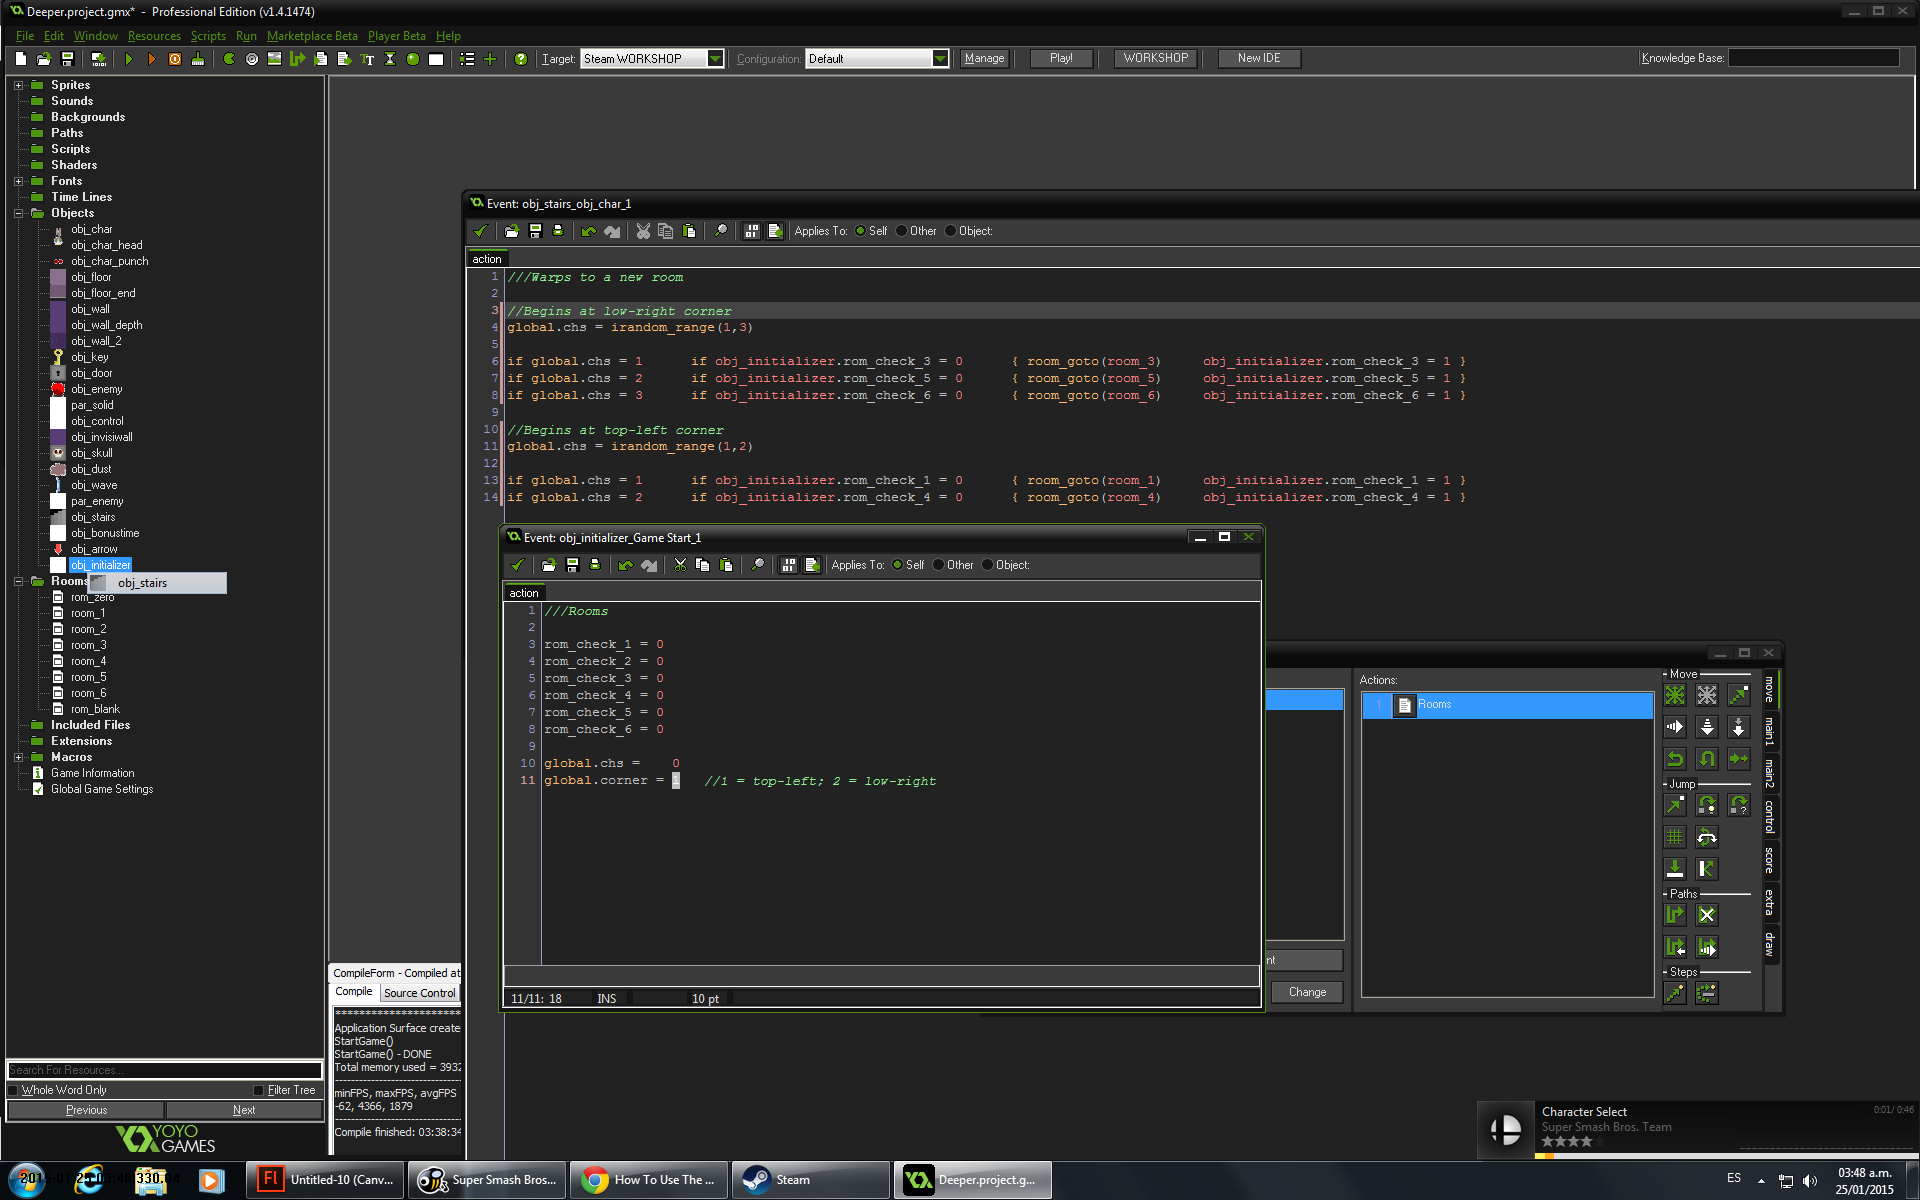 Deeper.project.gmx* - Professional Edition (v1.4.1474)
File Edit Window Resources Scripts Run Marketplace Beta Player Beta Help
Target: Steam WORKSHOP Configuration: Default Manage Play! WORKSHOP New IDE Knowledge Base:
Sprites
Sounds
Backgrounds
Paths
Scripts
Shaders
Fonts
Time Lines
Objects
obj_char
obj_char_head
obj_char_punch
obj_floor
obj_floor_end
obj_wall
obj_wall_depth
obj_wall_2
obj_key
obj_door
obj_enemy
par_solid
obj_control
obj_invisiwall
obj_skull
obj_dust
obj_wave
par_enemy
obj_stairs
obj_bonustime
obj_arrow
obj_initializer
Rooms
obj_stairs
rom_zero
room_1
room_2
room_3
room_4
room_5
room_6
rom_blank
Included Files
Extensions
Macros
Game Information
Global Game Settings
Search For Resources...
Whole Word Only Filter Tree
Previous Next
YOYO
GAMES
Event: obj_stairs_obj_char_1
Applies To: Self Other Object:
action
1 ///Warps to a new room
2
3 //Begins at low-right corner
4 global.chs = irandom_range(1,3)
5
6 if global.chs = 1 if obj_initializer.rom_check_3 = 0 { room_goto(room_3) obj_initializer.rom_check_3 = 1 }
7 if global.chs = 2 if obj_initializer.rom_check_5 = 0 { room_goto(room_5) obj_initializer.rom_check_5 = 1 }
8 if global.chs = 3 if obj_initializer.rom_check_6 = 0 { room_goto(room_6) obj_initializer.rom_check_6 = 1 }
9
10 //Begins at top-left corner
11 global.chs = irandom_range(1,2)
12
13 if global.chs = 1 if obj_initializer.rom_check_1 = 0 { room_goto(room_1) obj_initializer.rom_check_1 = 1 }
14 if global.chs = 2 if obj_initializer.rom_check_4 = 0 { room_goto(room_4) obj_initializer.rom_check_4 = 1 }
Event: obj_initializer_Game Start_1
Applies To: Self Other Object:
action
1 ///Rooms
2
3 rom_check_1 = 0
4 rom_check_2 = 0
5 rom_check_3 = 0
6 rom_check_4 = 0
7 rom_check_5 = 0
8 rom_check_6 = 0
9
10 global.chs = 0
11 global.corner = 1 //1 = top-left; 2 = low-right
11/11: 18 INS 10 pt
nt
Change
Actions:
1 Rooms
Move
Jump
Paths
Steps
move
main1
main2
control
score
extra
draw
CompileForm - Compiled at
Compile Source Control
**********************
Application Surface create
StartGame()
StartGame() - DONE
Total memory used = 3932
minFPS, maxFPS, avgFPS
-62, 4366, 1879
Compile finished: 03:38:34
Character Select 0:01/ 0:46
Super Smash Bros. Team
Untitled-10 (Canv... Super Smash Bros... How To Use The ... Steam Deeper.project.g...
ES 03:48 a.m.
25/01/2015